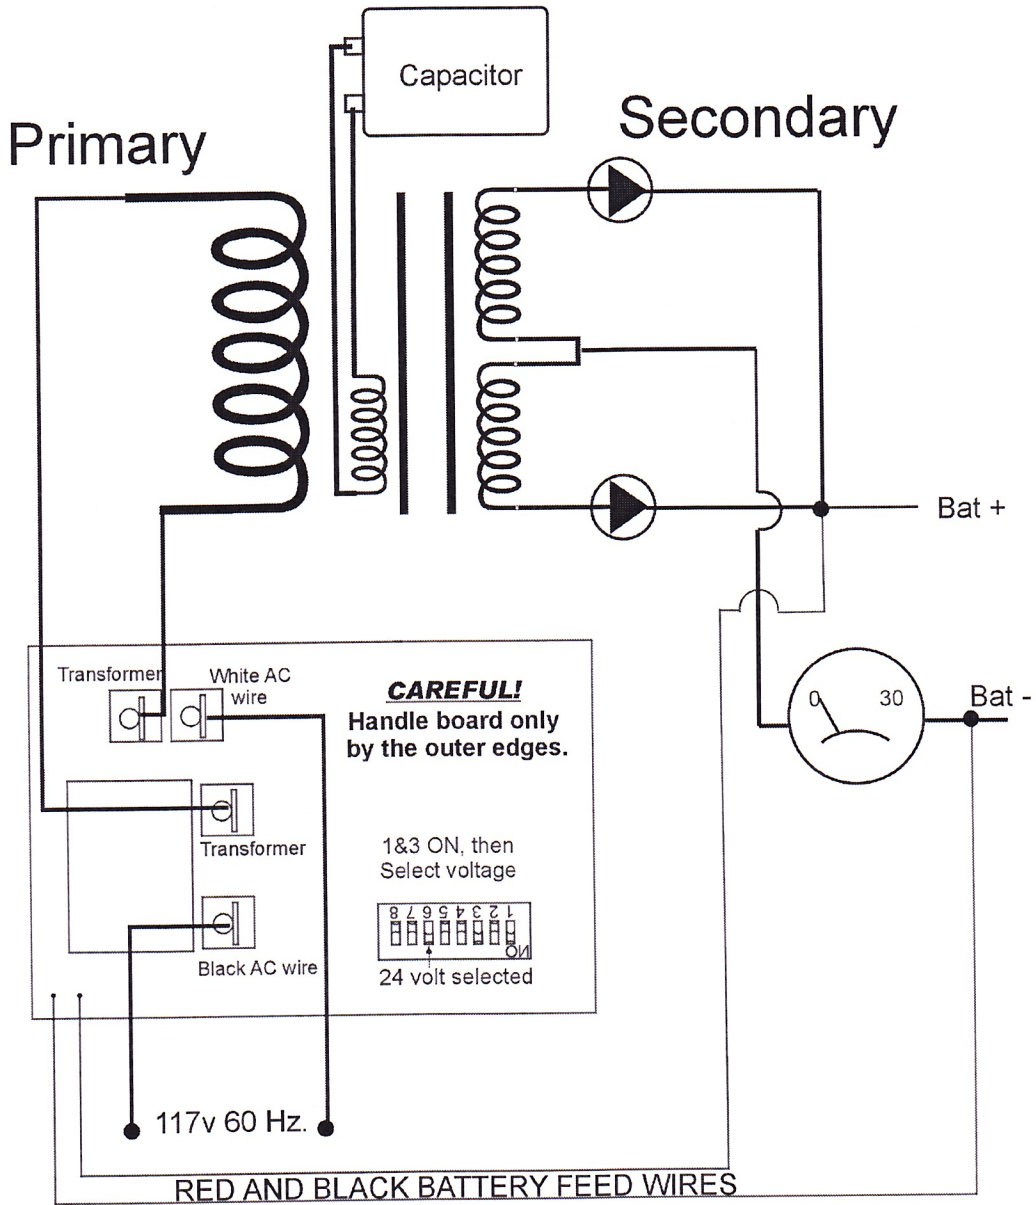 Capacitor
Primary
Secondary
Bat +
Transformer
White AC
wire
CAREFUL!
Handle board only
by the outer edges.
0
30
Bat -
Transformer
1&3 ON, then
Select voltage
1 2 3 4 5 6 7 8
ON
24 volt selected
Black AC wire
117v 60 Hz.
RED AND BLACK BATTERY FEED WIRES